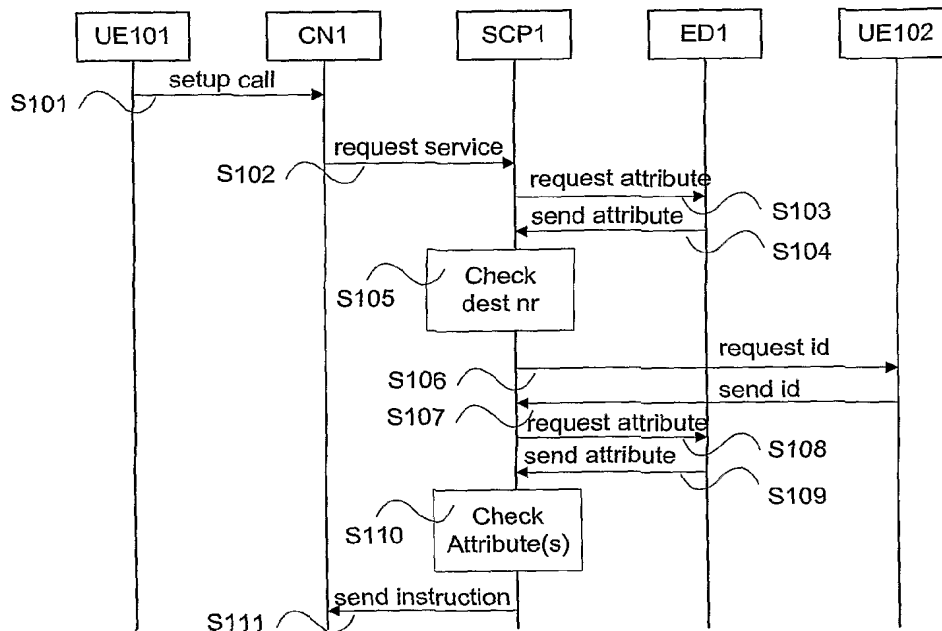 UE101 CN1 SCP1 ED1 UE102
setup call
S101
request service
S102
request attribute
S103
send attribute
S104
Check
dest nr
S105
request id
S106
send id
S107
request attribute
S108
send attribute
S109
Check
Attribute(s)
S110
send instruction
S111